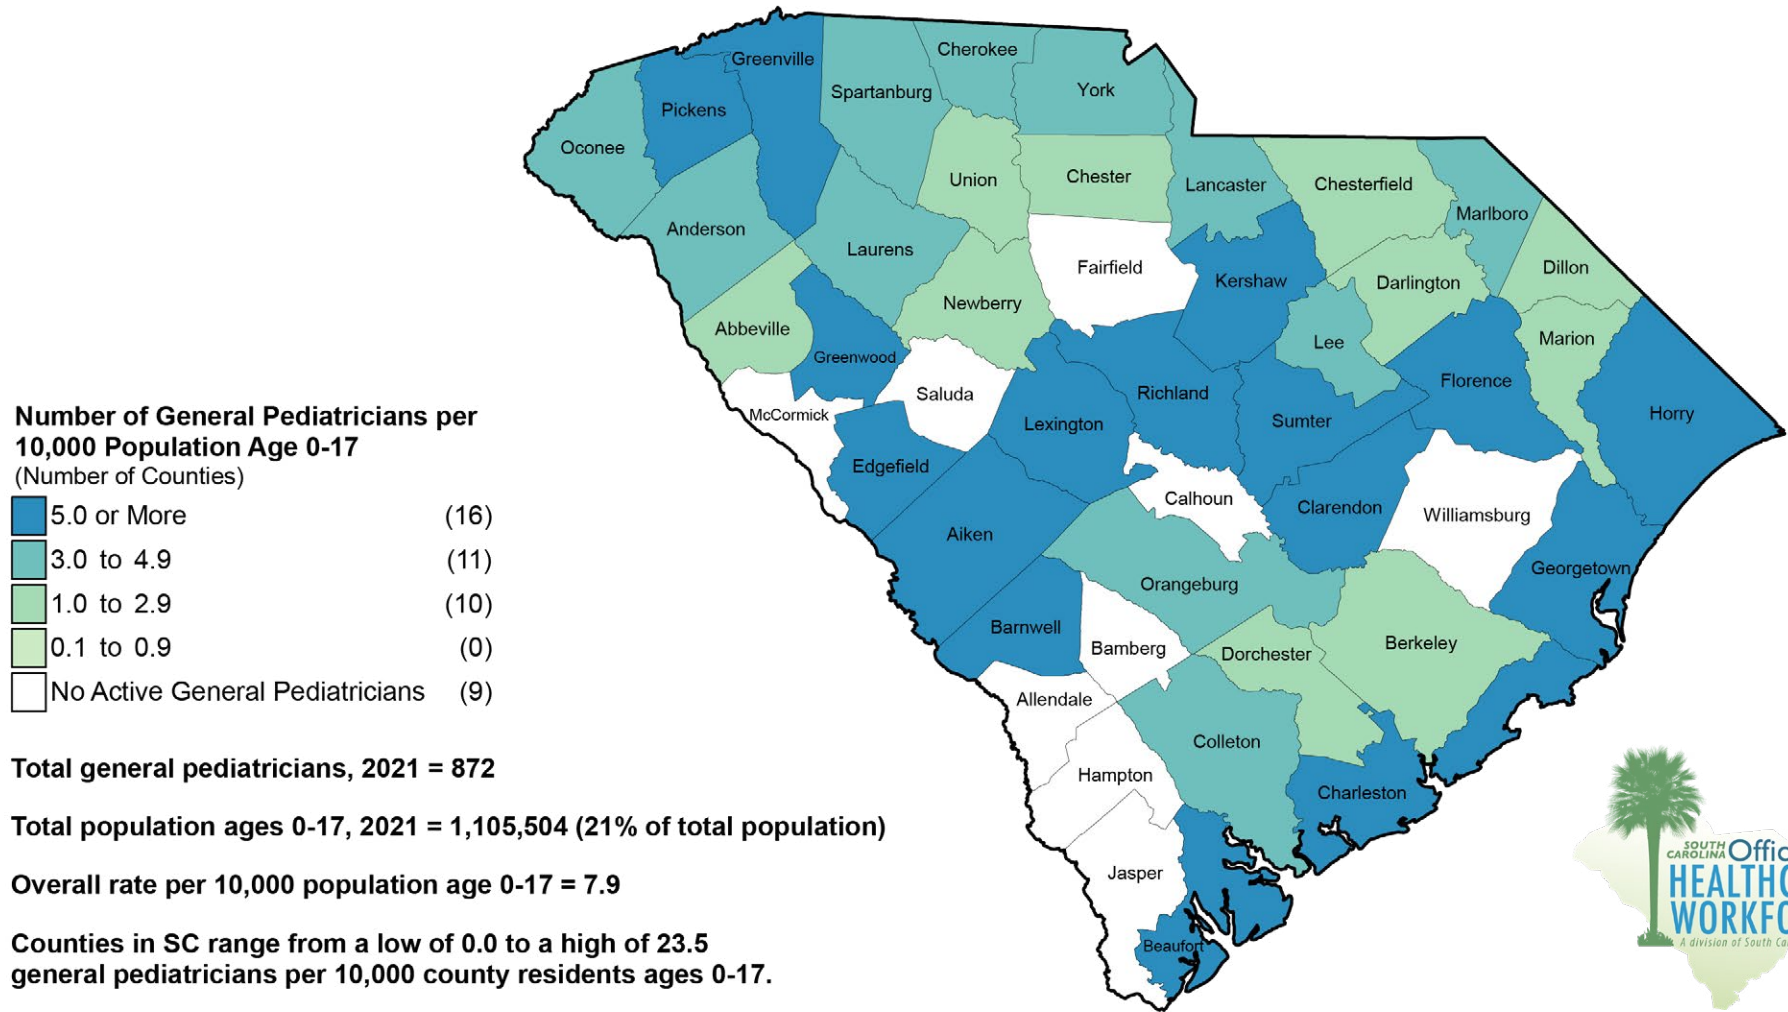 Number of General Pediatricians per
10,000 Population Age 0-17
(Number of Counties)
5.0 or More (16)
3.0 to 4.9 (11)
1.0 to 2.9 (10)
0.1 to 0.9 (0)
No Active General Pediatricians (9)
Total general pediatricians, 2021 = 872
Total population ages 0-17, 2021 = 1,105,504 (21% of total population)
Overall rate per 10,000 population age 0-17 = 7.9
Counties in SC range from a low of 0.0 to a high of 23.5
general pediatricians per 10,000 county residents ages 0-17.
Cherokee
Greenville
York
Spartanburg
Pickens
Oconee
Union
Chester
Lancaster
Chesterfield
Marlboro
Anderson
Laurens
Fairfield
Kershaw
Dillon
Darlington
Newberry
Abbeville
Marion
Lee
Greenwood
Florence
Saluda
Richland
McCormick
Horry
Lexington
Sumter
Edgefield
Calhoun
Clarendon
Williamsburg
Aiken
Georgetown
Orangeburg
Barnwell
Bamberg
Dorchester
Berkeley
Allendale
Colleton
Hampton
Charleston
Jasper
Beaufort
SOUTH
CAROLINA Offic
HEALTHC
WORKFO
A division of South Ca